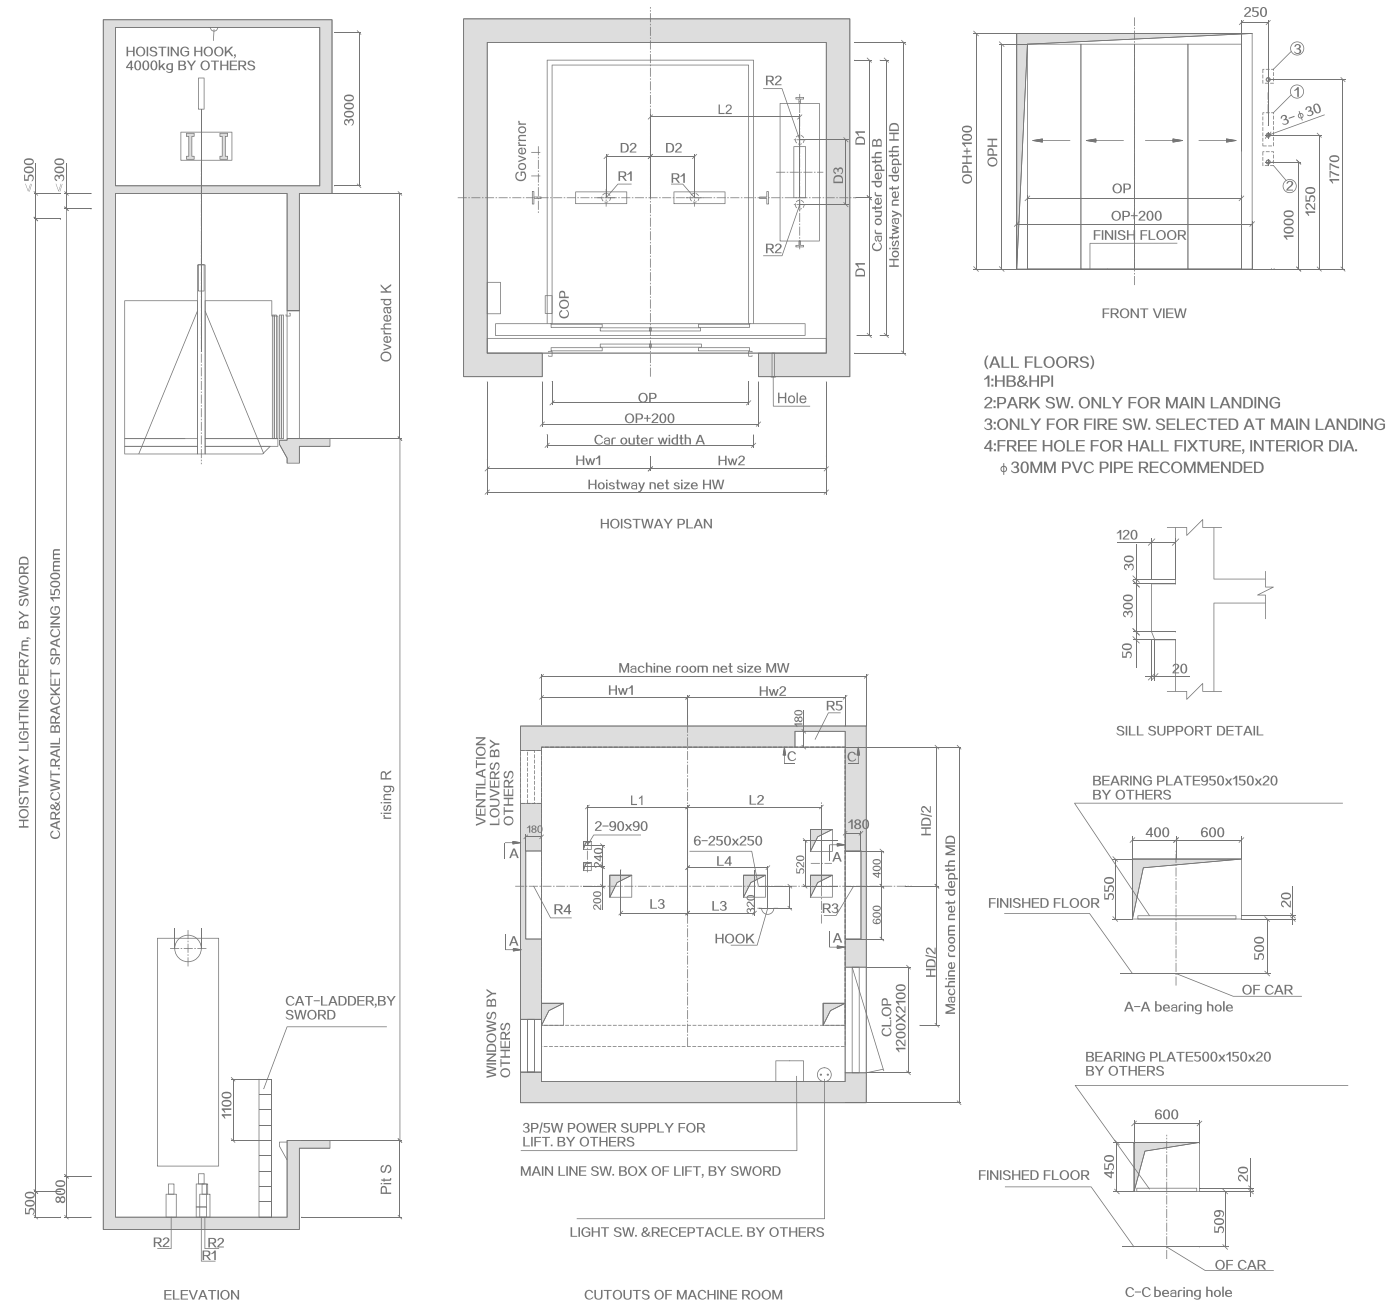 HOISTING HOOK,
4000kg BY OTHERS
3000
≤500
≤300
Overhead K
HOISTWAY LIGHTING PER7m, BY SWORD
CAR&CWT.RAIL BRACKET SPACING 1500mm
rising R
CAT-LADDER,BY
SWORD
1100
Pit S
500
800
R2
R2
R1
ELEVATION
Governor
R2
L2
D2
D2
R1
R1
D3
D1
D1
Car outer depth B
Hoistway net depth HD
R2
COP
Hole
OP
OP+200
Car outer width A
Hw1
Hw2
Hoistway net size HW
HOISTWAY PLAN
250
3
1
3-ϕ30
2
OPH+100
OPH
OP
OP+200
FINISH FLOOR
1000
1250
1770
FRONT VIEW
(ALL FLOORS)
1:HB&HPI
2:PARK SW. ONLY FOR MAIN LANDING
3:ONLY FOR FIRE SW. SELECTED AT MAIN LANDING
4:FREE HOLE FOR HALL FIXTURE, INTERIOR DIA.
ϕ30MM PVC PIPE RECOMMENDED
120
30
300
50
20
SILL SUPPORT DETAIL
Machine room net size MW
Hw1
Hw2
R5
180
C
C
VENTILATION
LOUVERS BY
OTHERS
L1
L2
180
2-90x90
6-250x250
180
A
A
240
L4
520
400
200
L3
L3
320
R4
R3
600
HOOK
A
A
HD/2
HD/2
Machine room net depth MD
WINDOWS BY
OTHERS
CL.OP
1200X2100
3P/5W POWER SUPPLY FOR
LIFT. BY OTHERS
MAIN LINE SW. BOX OF LIFT, BY SWORD
LIGHT SW. &RECEPTACLE. BY OTHERS
CUTOUTS OF MACHINE ROOM
BEARING PLATE950x150x20
BY OTHERS
400
600
550
20
FINISHED FLOOR
500
OF CAR
A-A bearing hole
BEARING PLATE500x150x20
BY OTHERS
600
450
20
FINISHED FLOOR
509
OF CAR
C-C bearing hole